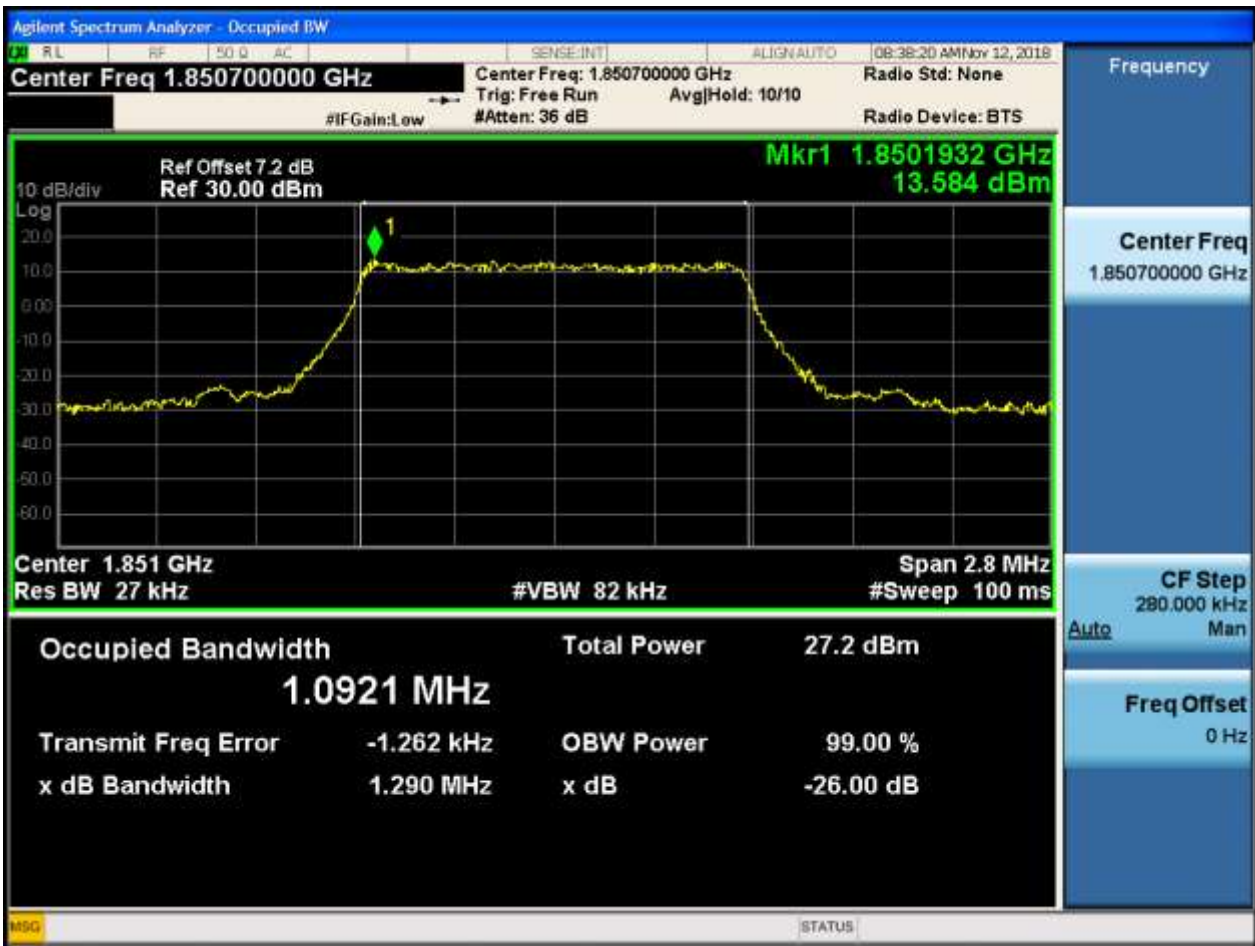 Agilent Spectrum Analyzer - Occupied BW
RL RF 50 Ω AC SENSE:INT ALIGN AUTO 08:38:20 AM Nov 12, 2018
Center Freq 1.850700000 GHz
Center Freq: 1.850700000 GHz
Radio Std: None
Trig: Free Run Avg|Hold: 10/10
#IFGain:Low
#Atten: 36 dB
Radio Device: BTS
Mkr1 1.8501932 GHz
13.584 dBm
Ref Offset 7.2 dB
10 dB/div Ref 30.00 dBm
Log
1
20.0
10.0
0.00
-10.0
-20.0
-30.0
-40.0
-50.0
-60.0
Center 1.851 GHz
Span 2.8 MHz
Res BW 27 kHz
#VBW 82 kHz
#Sweep 100 ms
Occupied Bandwidth
Total Power 27.2 dBm
1.0921 MHz
Transmit Freq Error -1.262 kHz OBW Power 99.00 %
x dB Bandwidth 1.290 MHz x dB -26.00 dB
Frequency
Center Freq
1.850700000 GHz
CF Step
280.000 kHz
Auto Man
Freq Offset
0 Hz
MSG
STATUS